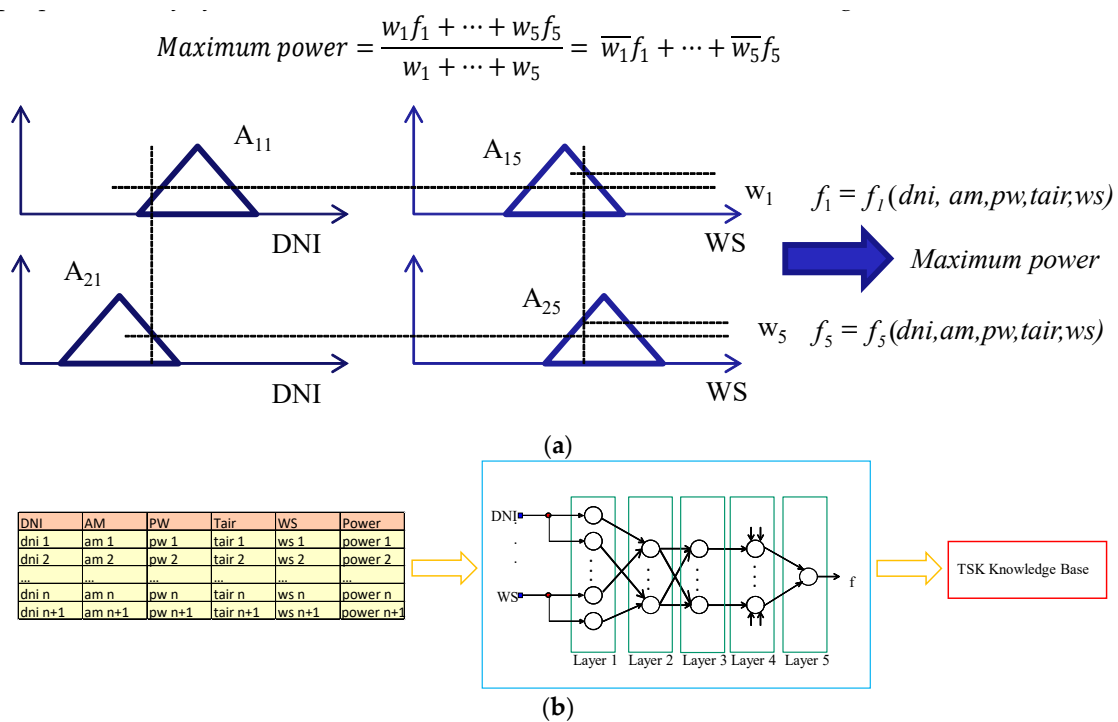 Maximum power = w₁f₁ + ⋯ + w₅f₅ / w₁ + ⋯ + w₅ = w̅₁f₁ + ⋯ + w̅₅f₅
A₁₁ A₁₅
w₁ f₁ = f₁(dni, am,pw,tair,ws)
DNI WS
Maximum power
A₂₁ A₂₅
w₅ f₅ = f₅(dni,am,pw,tair,ws)
DNI WS
(a)
DNI AM PW Tair WS Power
dni 1 am 1 pw 1 tair 1 ws 1 power 1
dni 2 am 2 pw 2 tair 2 ws 2 power 2
... ... ... ... ... ...
dni n am n pw n tair n ws n power n
dni n+1 am n+1 pw n+1 tair n+1 ws n+1 power n+1
DNI
WS
f
Layer 1 Layer 2 Layer 3 Layer 4 Layer 5
TSK Knowledge Base
(b)